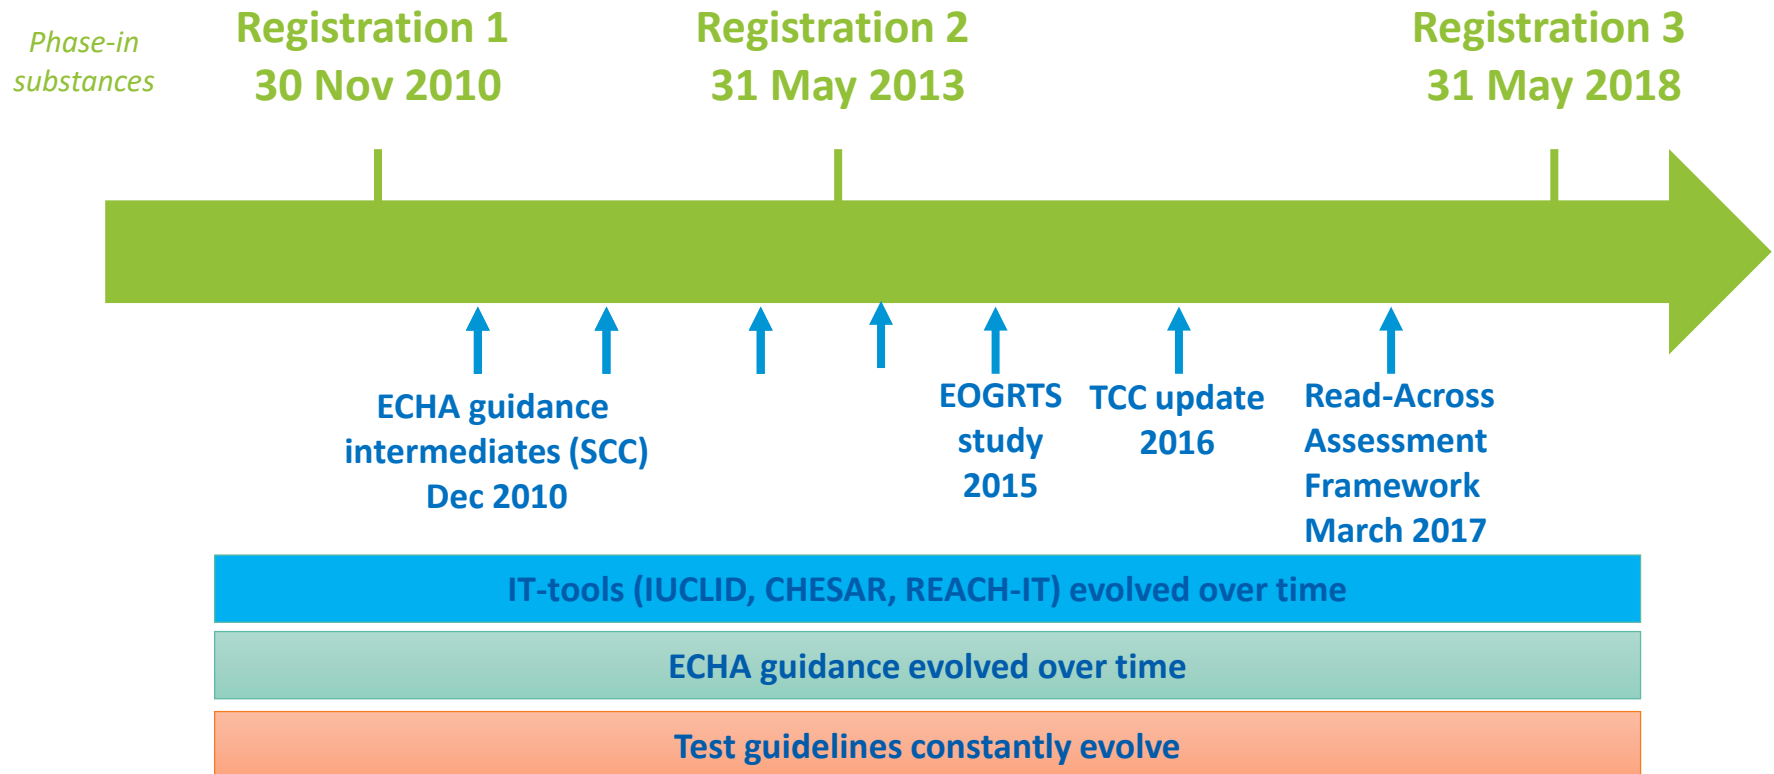 Phase-in
substances
Registration 1
30 Nov 2010
Registration 2
31 May 2013
Registration 3
31 May 2018
ECHA guidance
intermediates (SCC)
Dec 2010
EOGRTS
study
2015
TCC update
2016
Read-Across
Assessment
Framework
March 2017
IT-tools (IUCLID, CHESAR, REACH-IT) evolved over time
ECHA guidance evolved over time
Test guidelines constantly evolve